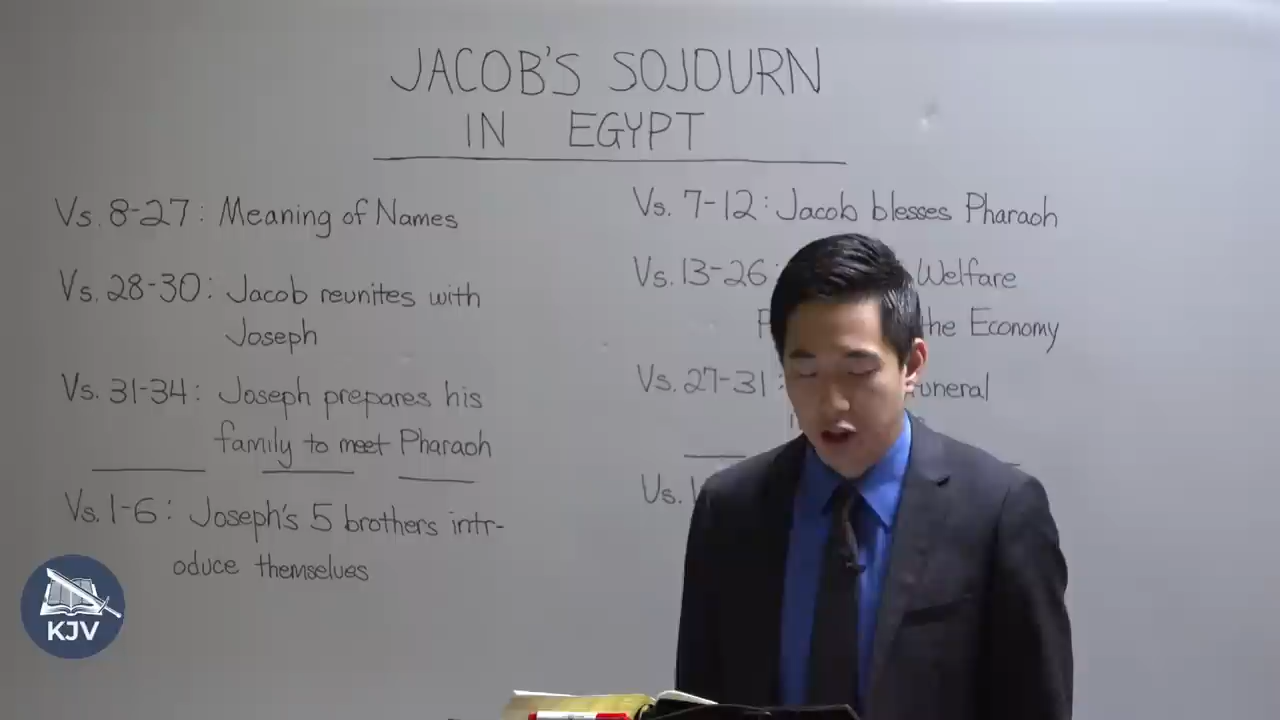 JACOB'S SOJOURN
IN EGYPT
Vs. 8-27: Meaning of Names
Vs. 28-30: Jacob reunites with
Joseph
Vs. 31-34: Joseph prepares his
family to meet Pharaoh
Vs. 1-6: Joseph's 5 brothers intr-
oduce themselves
Vs. 7-12: Jacob blesses Pharaoh
Vs. 13-26: Welfare
the Economy
Vs. 27-31:
Vs.
KJV